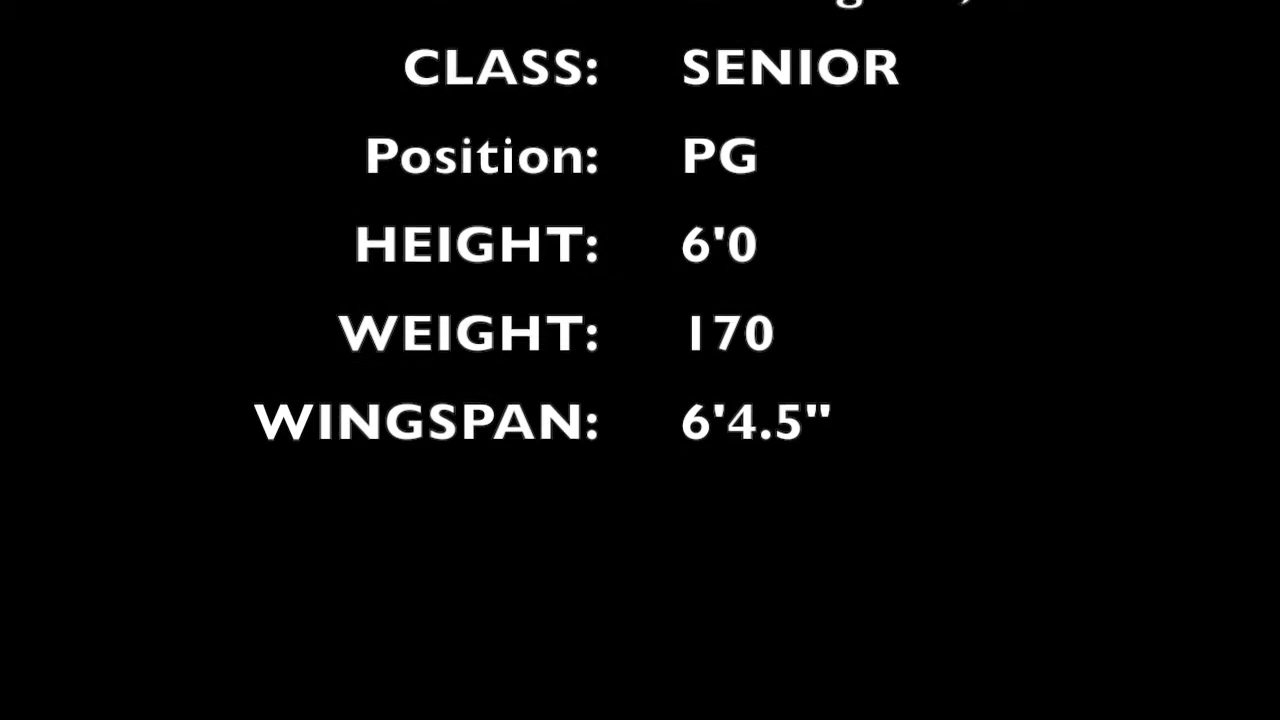 CLASS: SENIOR
Position: PG
HEIGHT: 6'0
WEIGHT: 170
WINGSPAN: 6'4.5"